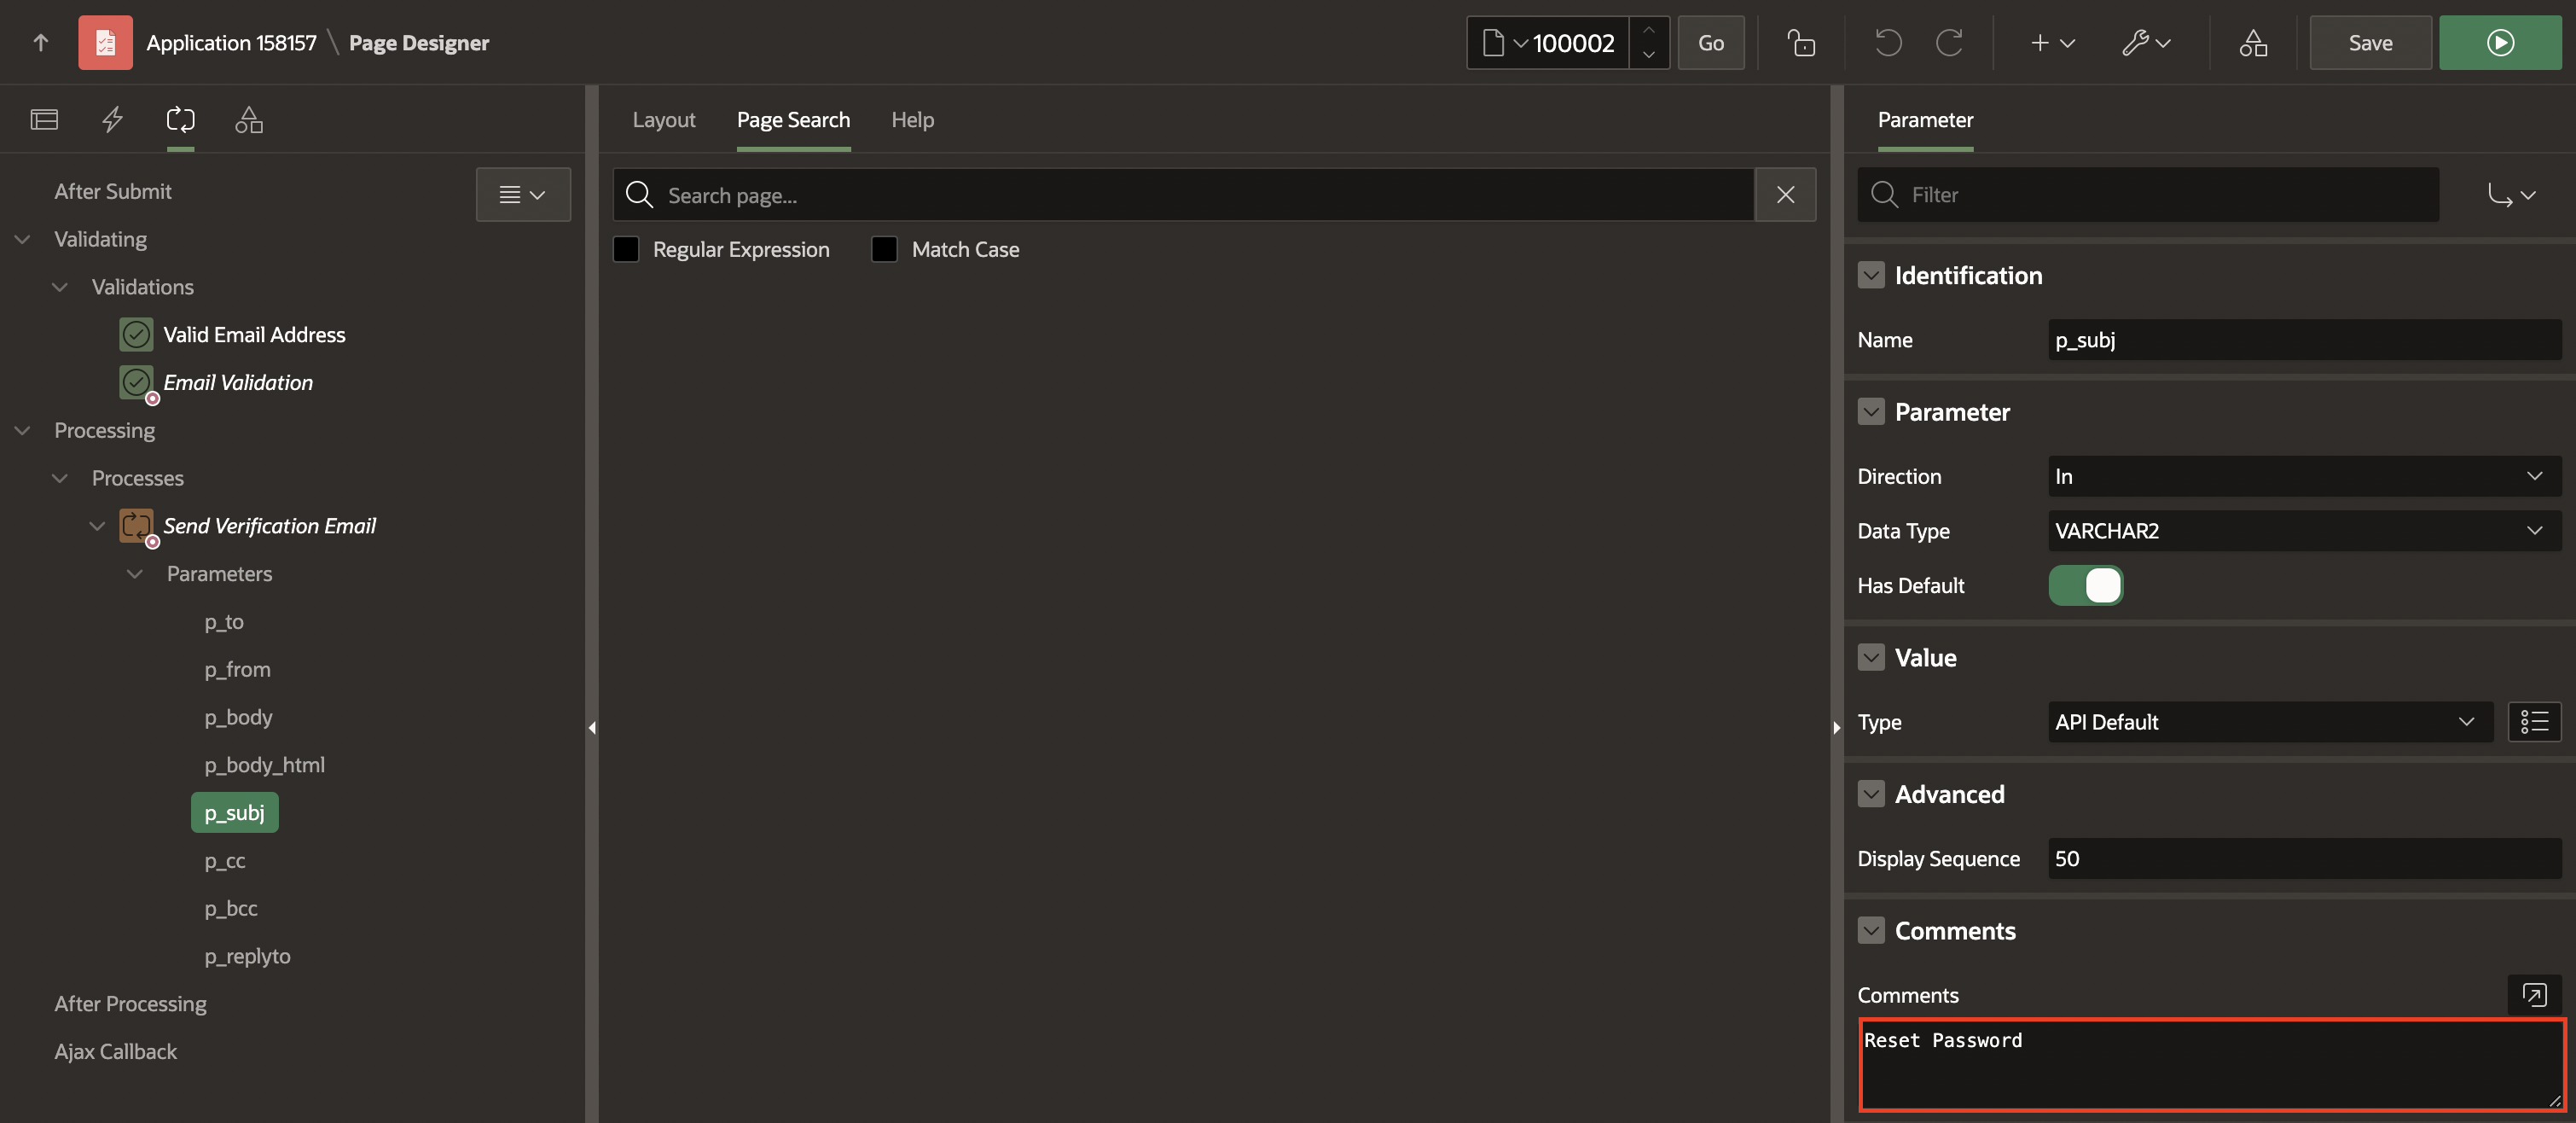 Application 158157 \ Page Designer
100002
Go
Save
After Submit
Validating
Validations
Valid Email Address
Email Validation
Processing
Processes
Send Verification Email
Parameters
p_to
p_from
p_body
p_body_html
p_subj
p_cc
p_bcc
p_replyto
After Processing
Ajax Callback
Layout Page Search Help
Search page...
Regular Expression Match Case
Parameter
Filter
Identification
Name p_subj
Parameter
Direction In
Data Type VARCHAR2
Has Default
Value
Type API Default
Advanced
Display Sequence 50
Comments
Comments
Reset Password